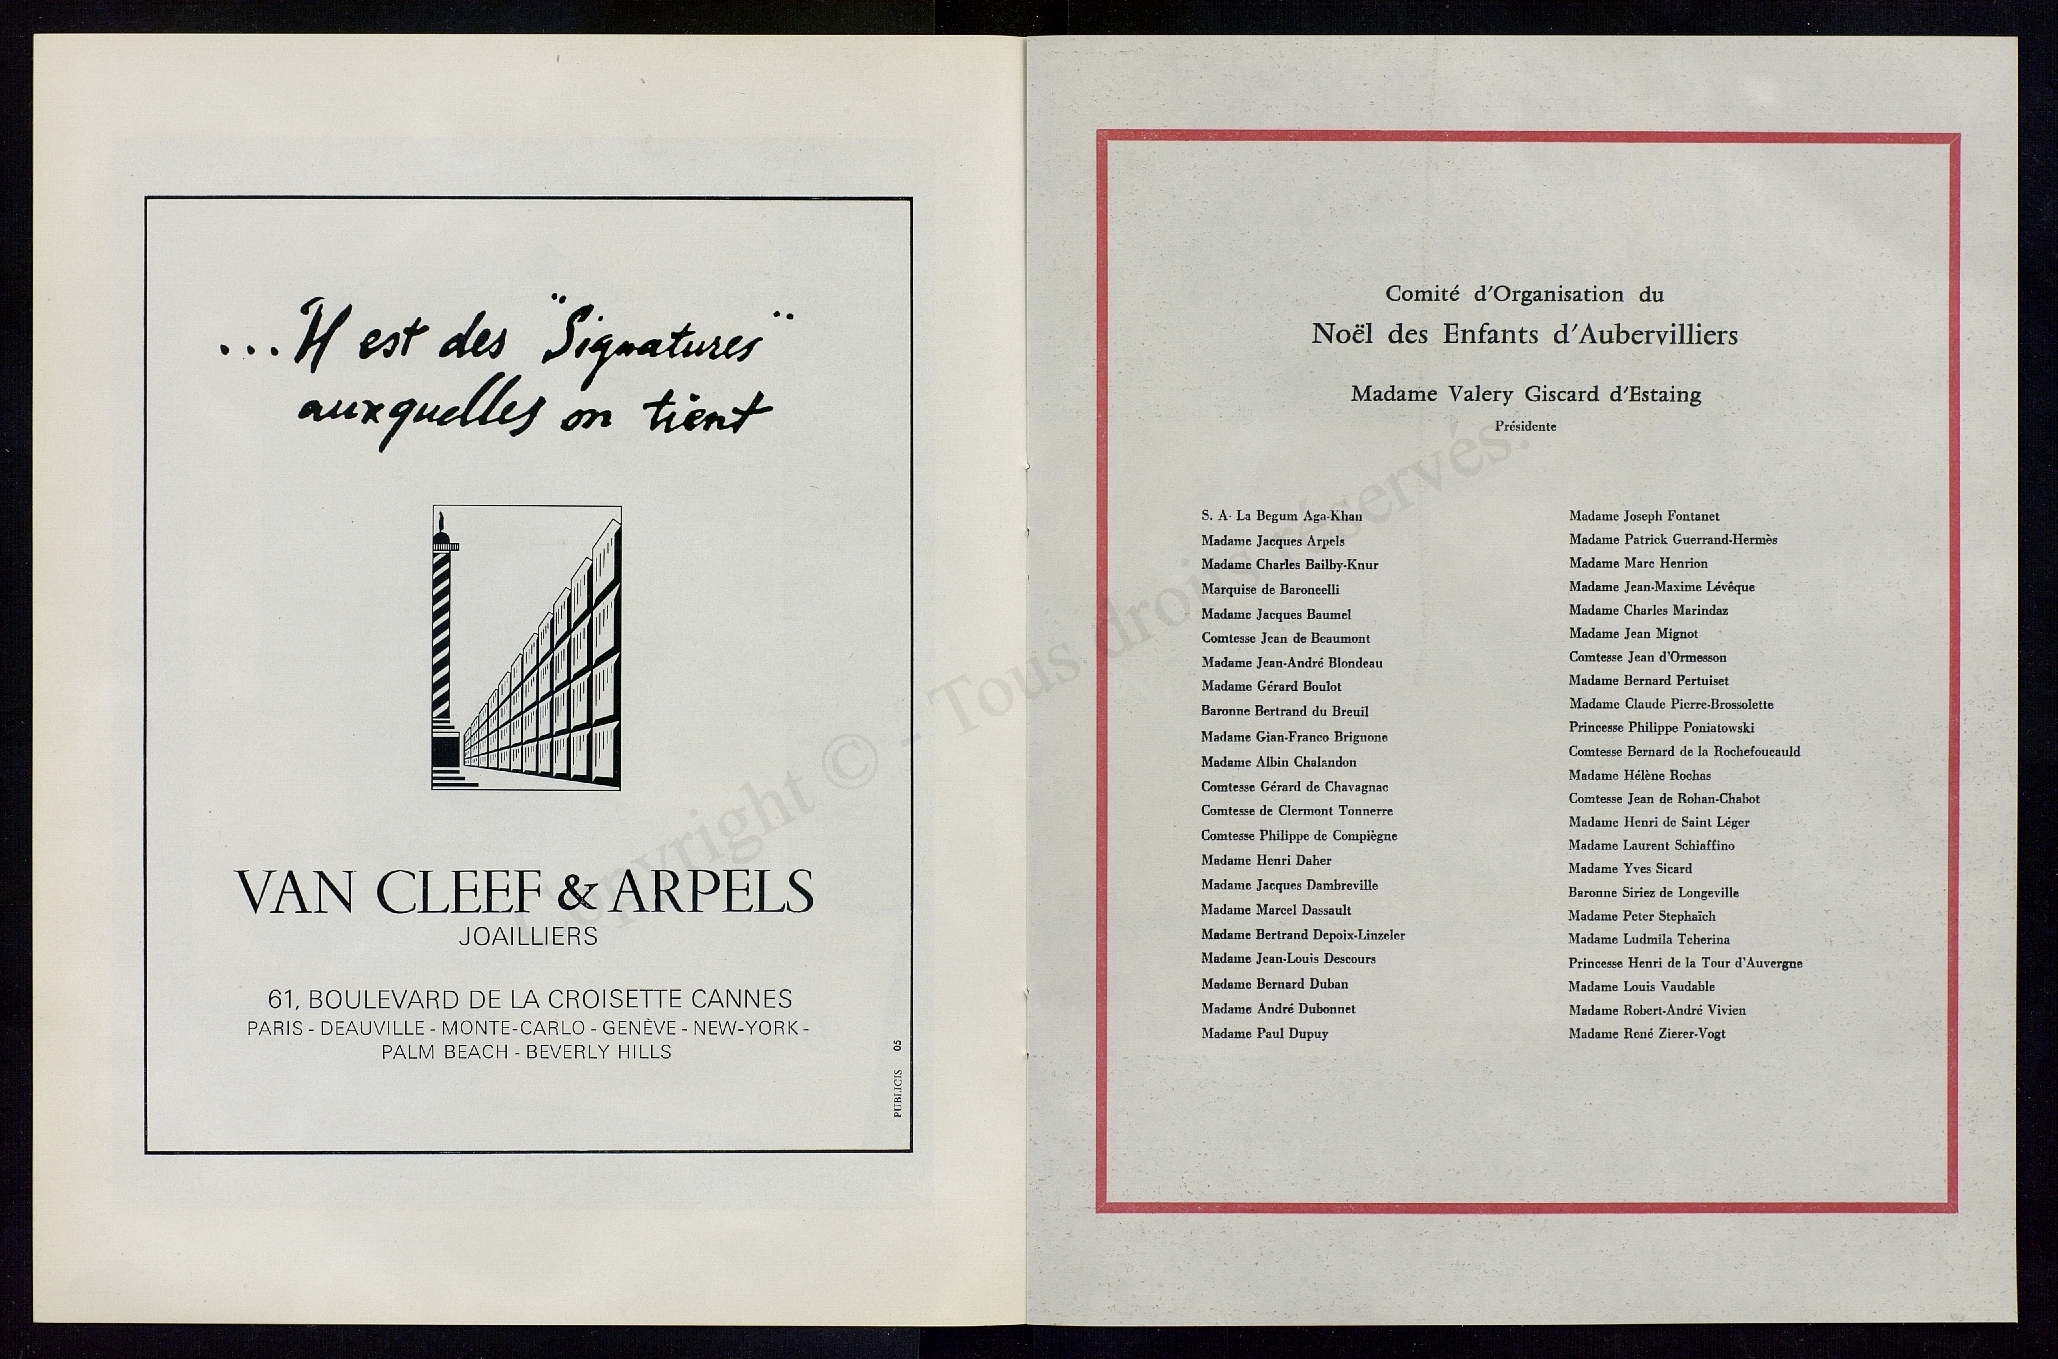 ...Il est des "Signatures"
auxquelles on tient
VAN CLEEF & ARPELS
JOAILLIERS
61, BOULEVARD DE LA CROISETTE CANNES
PARIS - DEAUVILLE - MONTE-CARLO - GENÈVE - NEW-YORK -
PALM BEACH - BEVERLY HILLS
PUBLICIS 05
Comité d'Organisation du
Noël des Enfants d'Aubervilliers
Madame Valery Giscard d'Estaing
Présidente
S. A. La Begum Aga-Khan
Madame Jacques Arpels
Madame Charles Bailby-Knur
Marquise de Baroncelli
Madame Jacques Baumel
Comtesse Jean de Beaumont
Madame Jean-André Blondeau
Madame Gérard Boulot
Baronne Bertrand du Breuil
Madame Gian-Franco Brignone
Madame Albin Chalandon
Comtesse Gérard de Chavagnac
Comtesse de Clermont Tonnerre
Comtesse Philippe de Compiègne
Madame Henri Daher
Madame Jacques Dambreville
Madame Marcel Dassault
Madame Bertrand Depoix-Linzeler
Madame Jean-Louis Descours
Madame Bernard Duban
Madame André Dubonnet
Madame Paul Dupuy
Madame Joseph Fontanet
Madame Patrick Guerrand-Hermès
Madame Marc Henrion
Madame Jean-Maxime Lévêque
Madame Charles Marindaz
Madame Jean Mignot
Comtesse Jean d'Ormesson
Madame Bernard Pertuiset
Madame Claude Pierre-Brossolette
Princesse Philippe Poniatowski
Comtesse Bernard de la Rochefoucauld
Madame Hélène Rochas
Comtesse Jean de Rohan-Chabot
Madame Henri de Saint Léger
Madame Laurent Schiaffino
Madame Yves Sicard
Baronne Siriez de Longeville
Madame Peter Stephaïch
Madame Ludmila Tcherina
Princesse Henri de la Tour d'Auvergne
Madame Louis Vaudable
Madame Robert-André Vivien
Madame René Zierer-Vogt
Copyright © - Tous droits réservés.